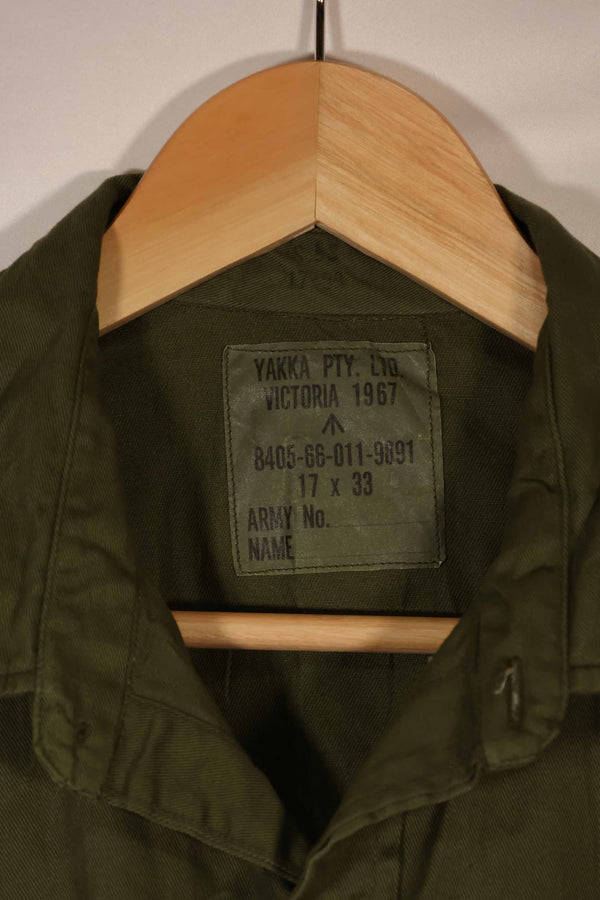 YAKKA PTY. LTD.
VICTORIA 1967
8405-66-011-9891
17 x 33
ARMY No.
NAME